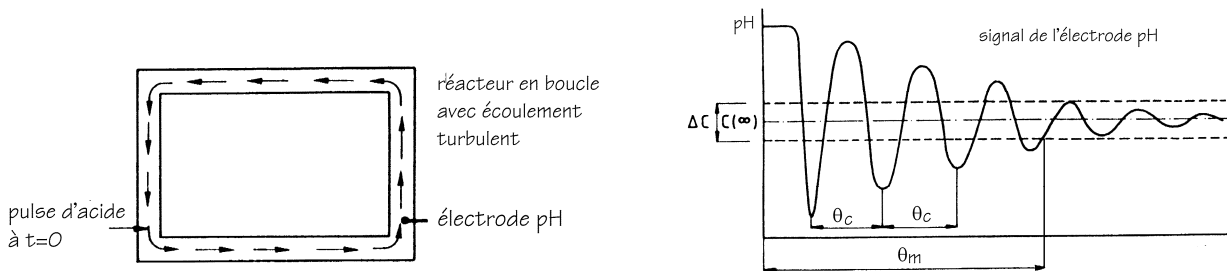 réacteur en boucle
avec écoulement
turbulent
pulse d'acide
à t=0
électrode pH
pH
signal de l'électrode pH
ΔC C(∞)
θc
θc
θm